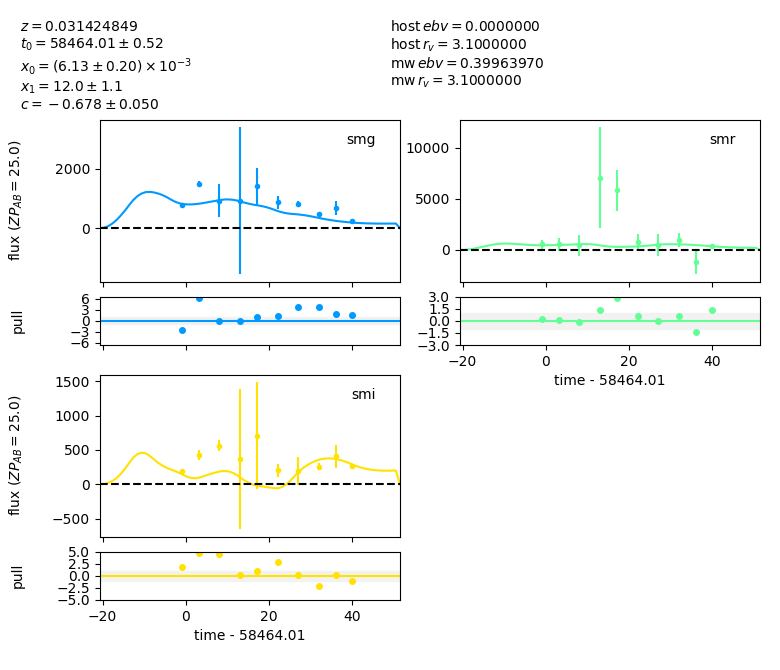 z = 0.031424849
t₀ = 58464.01 ± 0.52
x₀ = (6.13 ± 0.20) × 10⁻³
x₁ = 12.0 ± 1.1
c = −0.678 ± 0.050
host ebv = 0.0000000
host r_v = 3.1000000
mw ebv = 0.39963970
mw r_v = 3.1000000
smg
flux (ZP_AB = 25.0)
2000
0
pull
6
3
0
−3
−6
smr
10000
5000
0
3.0
1.5
0.0
−1.5
−3.0
−20
0
20
40
time - 58464.01
smi
flux (ZP_AB = 25.0)
1500
1000
500
0
−500
pull
5.0
2.5
0.0
−2.5
−5.0
−20
0
20
40
time - 58464.01